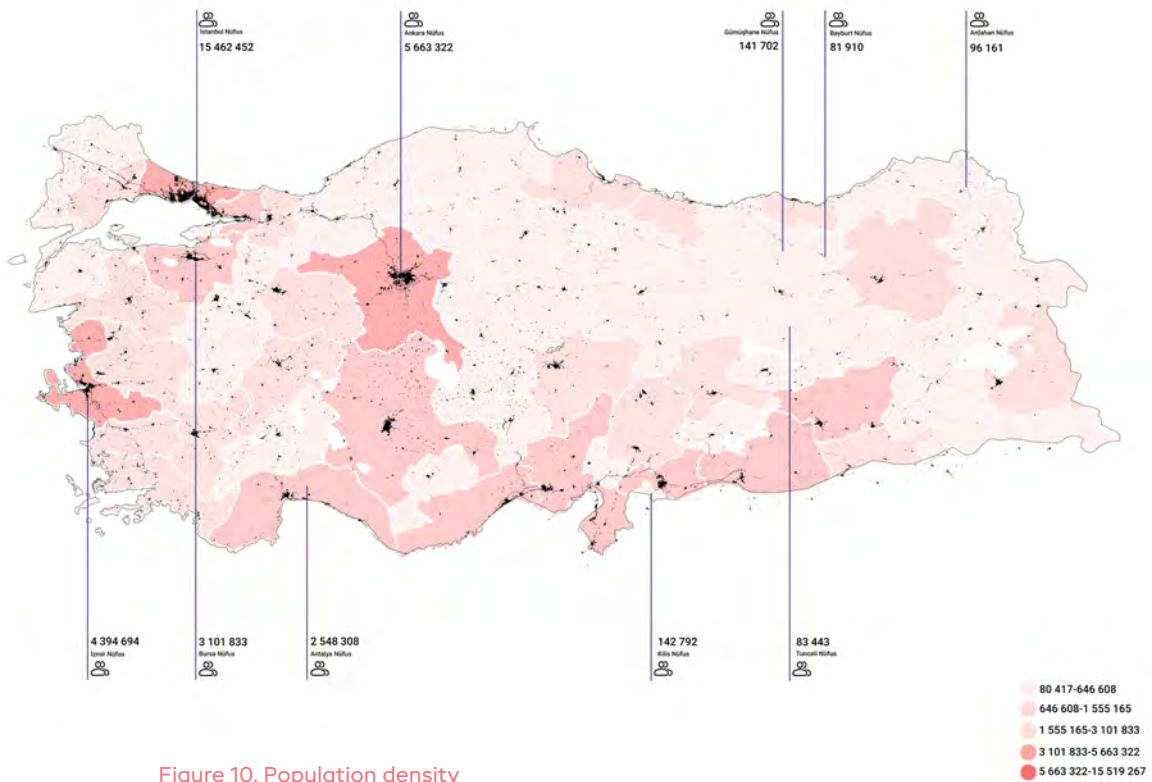 İstanbul Nüfus
15 462 452
Ankara Nüfus
5 663 322
Gümüşhane Nüfus
141 702
Bayburt Nüfus
81 910
Ardahan Nüfus
96 161
4 394 694
İzmir Nüfus
3 101 833
Bursa Nüfus
2 548 308
Antalya Nüfus
142 792
Kilis Nüfus
83 443
Tunceli Nüfus
80 417-646 608
646 608-1 555 165
1 555 165-3 101 833
3 101 833-5 663 322
5 663 322-15 519 267
Figure 10. Population density